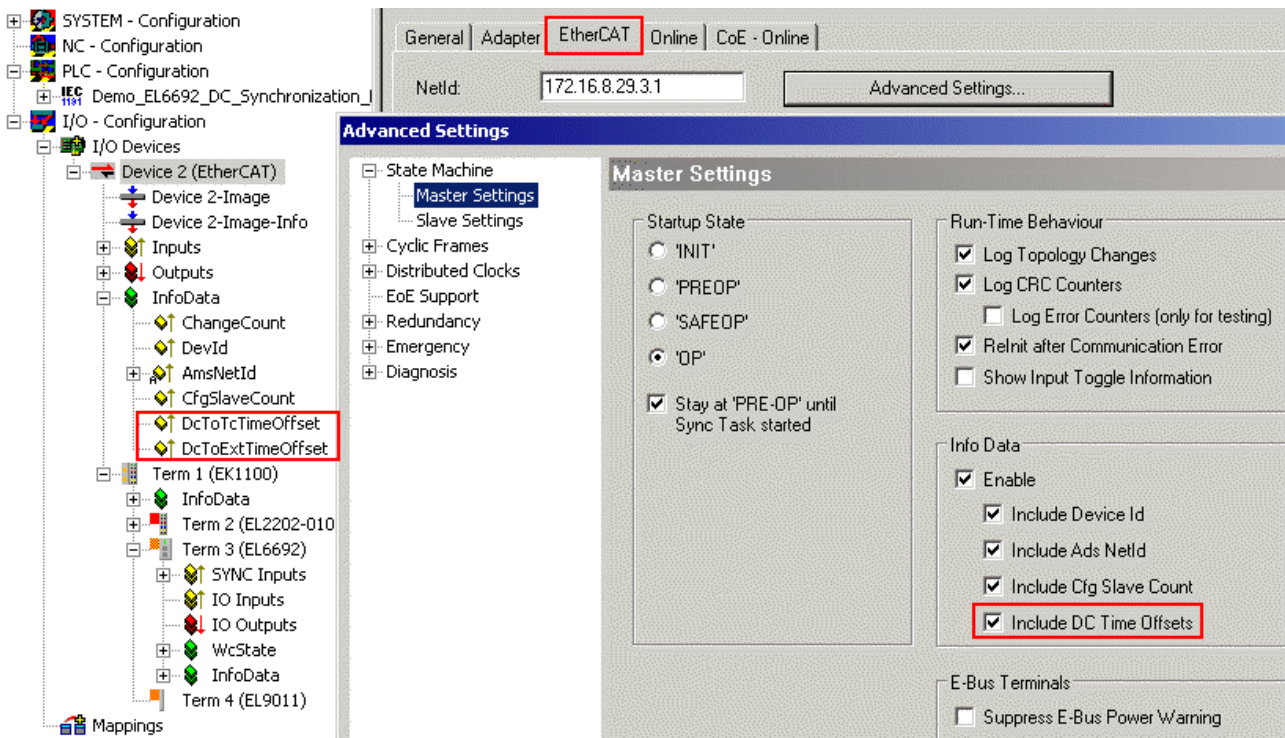 SYSTEM - Configuration
NC - Configuration
PLC - Configuration
IEC 1131 Demo_EL6692_DC_Synchronization_
I/O - Configuration
I/O Devices
Device 2 (EtherCAT)
Device 2-Image
Device 2-Image-Info
Inputs
Outputs
InfoData
ChangeCount
DevId
AmsNetId
CfgSlaveCount
DcToTcTimeOffset
DcToExtTimeOffset
Term 1 (EK1100)
InfoData
Term 2 (EL2202-010
Term 3 (EL6692)
SYNC Inputs
IO Inputs
IO Outputs
WcState
InfoData
Term 4 (EL9011)
Mappings
General Adapter EtherCAT Online CoE - Online
NetId: 172.16.8.29.3.1 Advanced Settings...
Advanced Settings
State Machine
Master Settings
Slave Settings
Cyclic Frames
Distributed Clocks
EoE Support
Redundancy
Emergency
Diagnosis
Master Settings
Startup State
'INIT'
'PREOP'
'SAFEOP'
'OP'
Stay at 'PRE-OP' until
Sync Task started
Run-Time Behaviour
Log Topology Changes
Log CRC Counters
Log Error Counters (only for testing)
ReInit after Communication Error
Show Input Toggle Information
Info Data
Enable
Include Device Id
Include Ads NetId
Include Cfg Slave Count
Include DC Time Offsets
E-Bus Terminals
Suppress E-Bus Power Warning